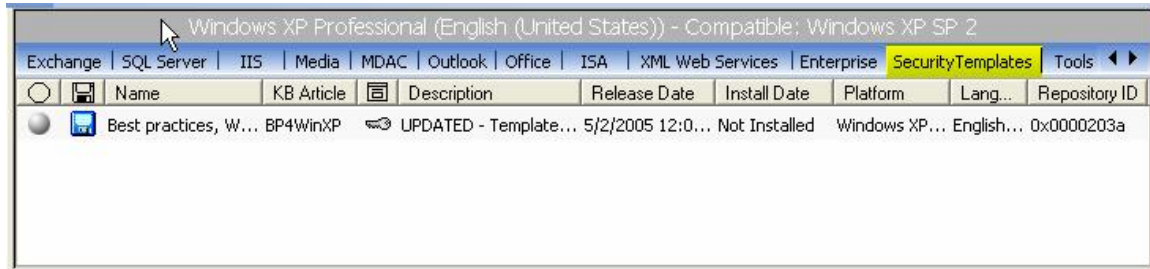 Windows XP Professional (English (United States)) - Compatible: Windows XP SP 2
Exchange | SQL Server | IIS | Media | MDAC | Outlook | Office | ISA | XML Web Services | Enterprise SecurityTemplates | Tools
Name KB Article Description Release Date Install Date Platform Lang... Repository ID
Best practices, W... BP4WinXP UPDATED - Template... 5/2/2005 12:0... Not Installed Windows XP... English... 0x0000203a